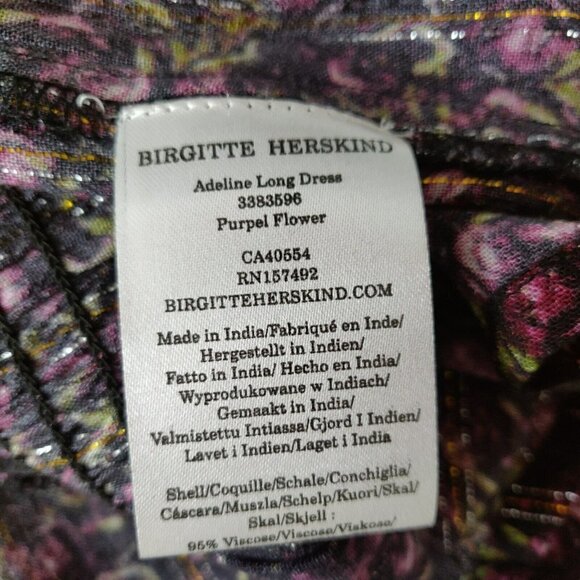 BIRGITTE HERSKIND
Adeline Long Dress
3383596
Purpel Flower
CA40554
RN157492
BIRGITTEHERSKIND.COM
Made in India/Fabriqué en Inde/
Hergestellt in Indien/
Fatto in India/ Hecho en India/
Wyprodukowane w Indiach/
Gemaakt in India/
Valmistettu Intiassa/Gjord I Indien/
Lavet i Indien/Laget i India
Shell/Coquille/Schale/Conchiglia/
Cáscara/Muszla/Schelp/Kuori/Skal/
Skal/Skjell :
95% Viscose/Viscose/Viskose/